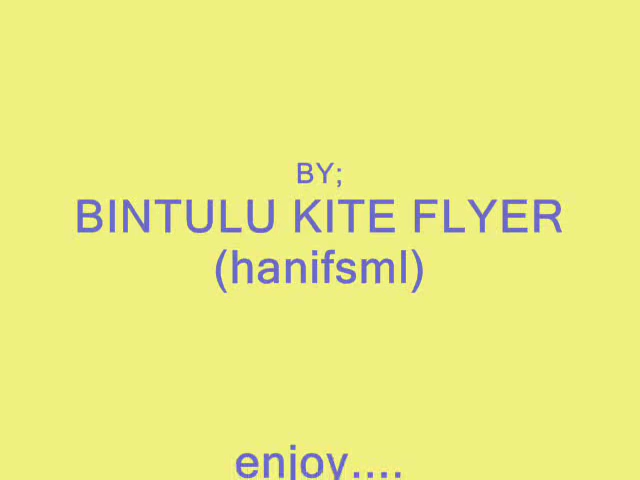 BY;
BINTULU KITE FLYER
(hanifsml)
enjoy....